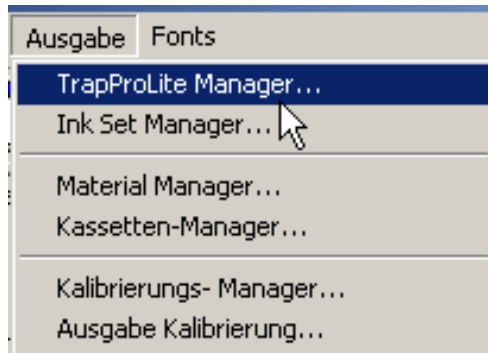 Ausgabe Fonts
TrapProLite Manager...
Ink Set Manager...
Material Manager...
Kassetten-Manager...
Kalibrierungs- Manager...
Ausgabe Kalibrierung...